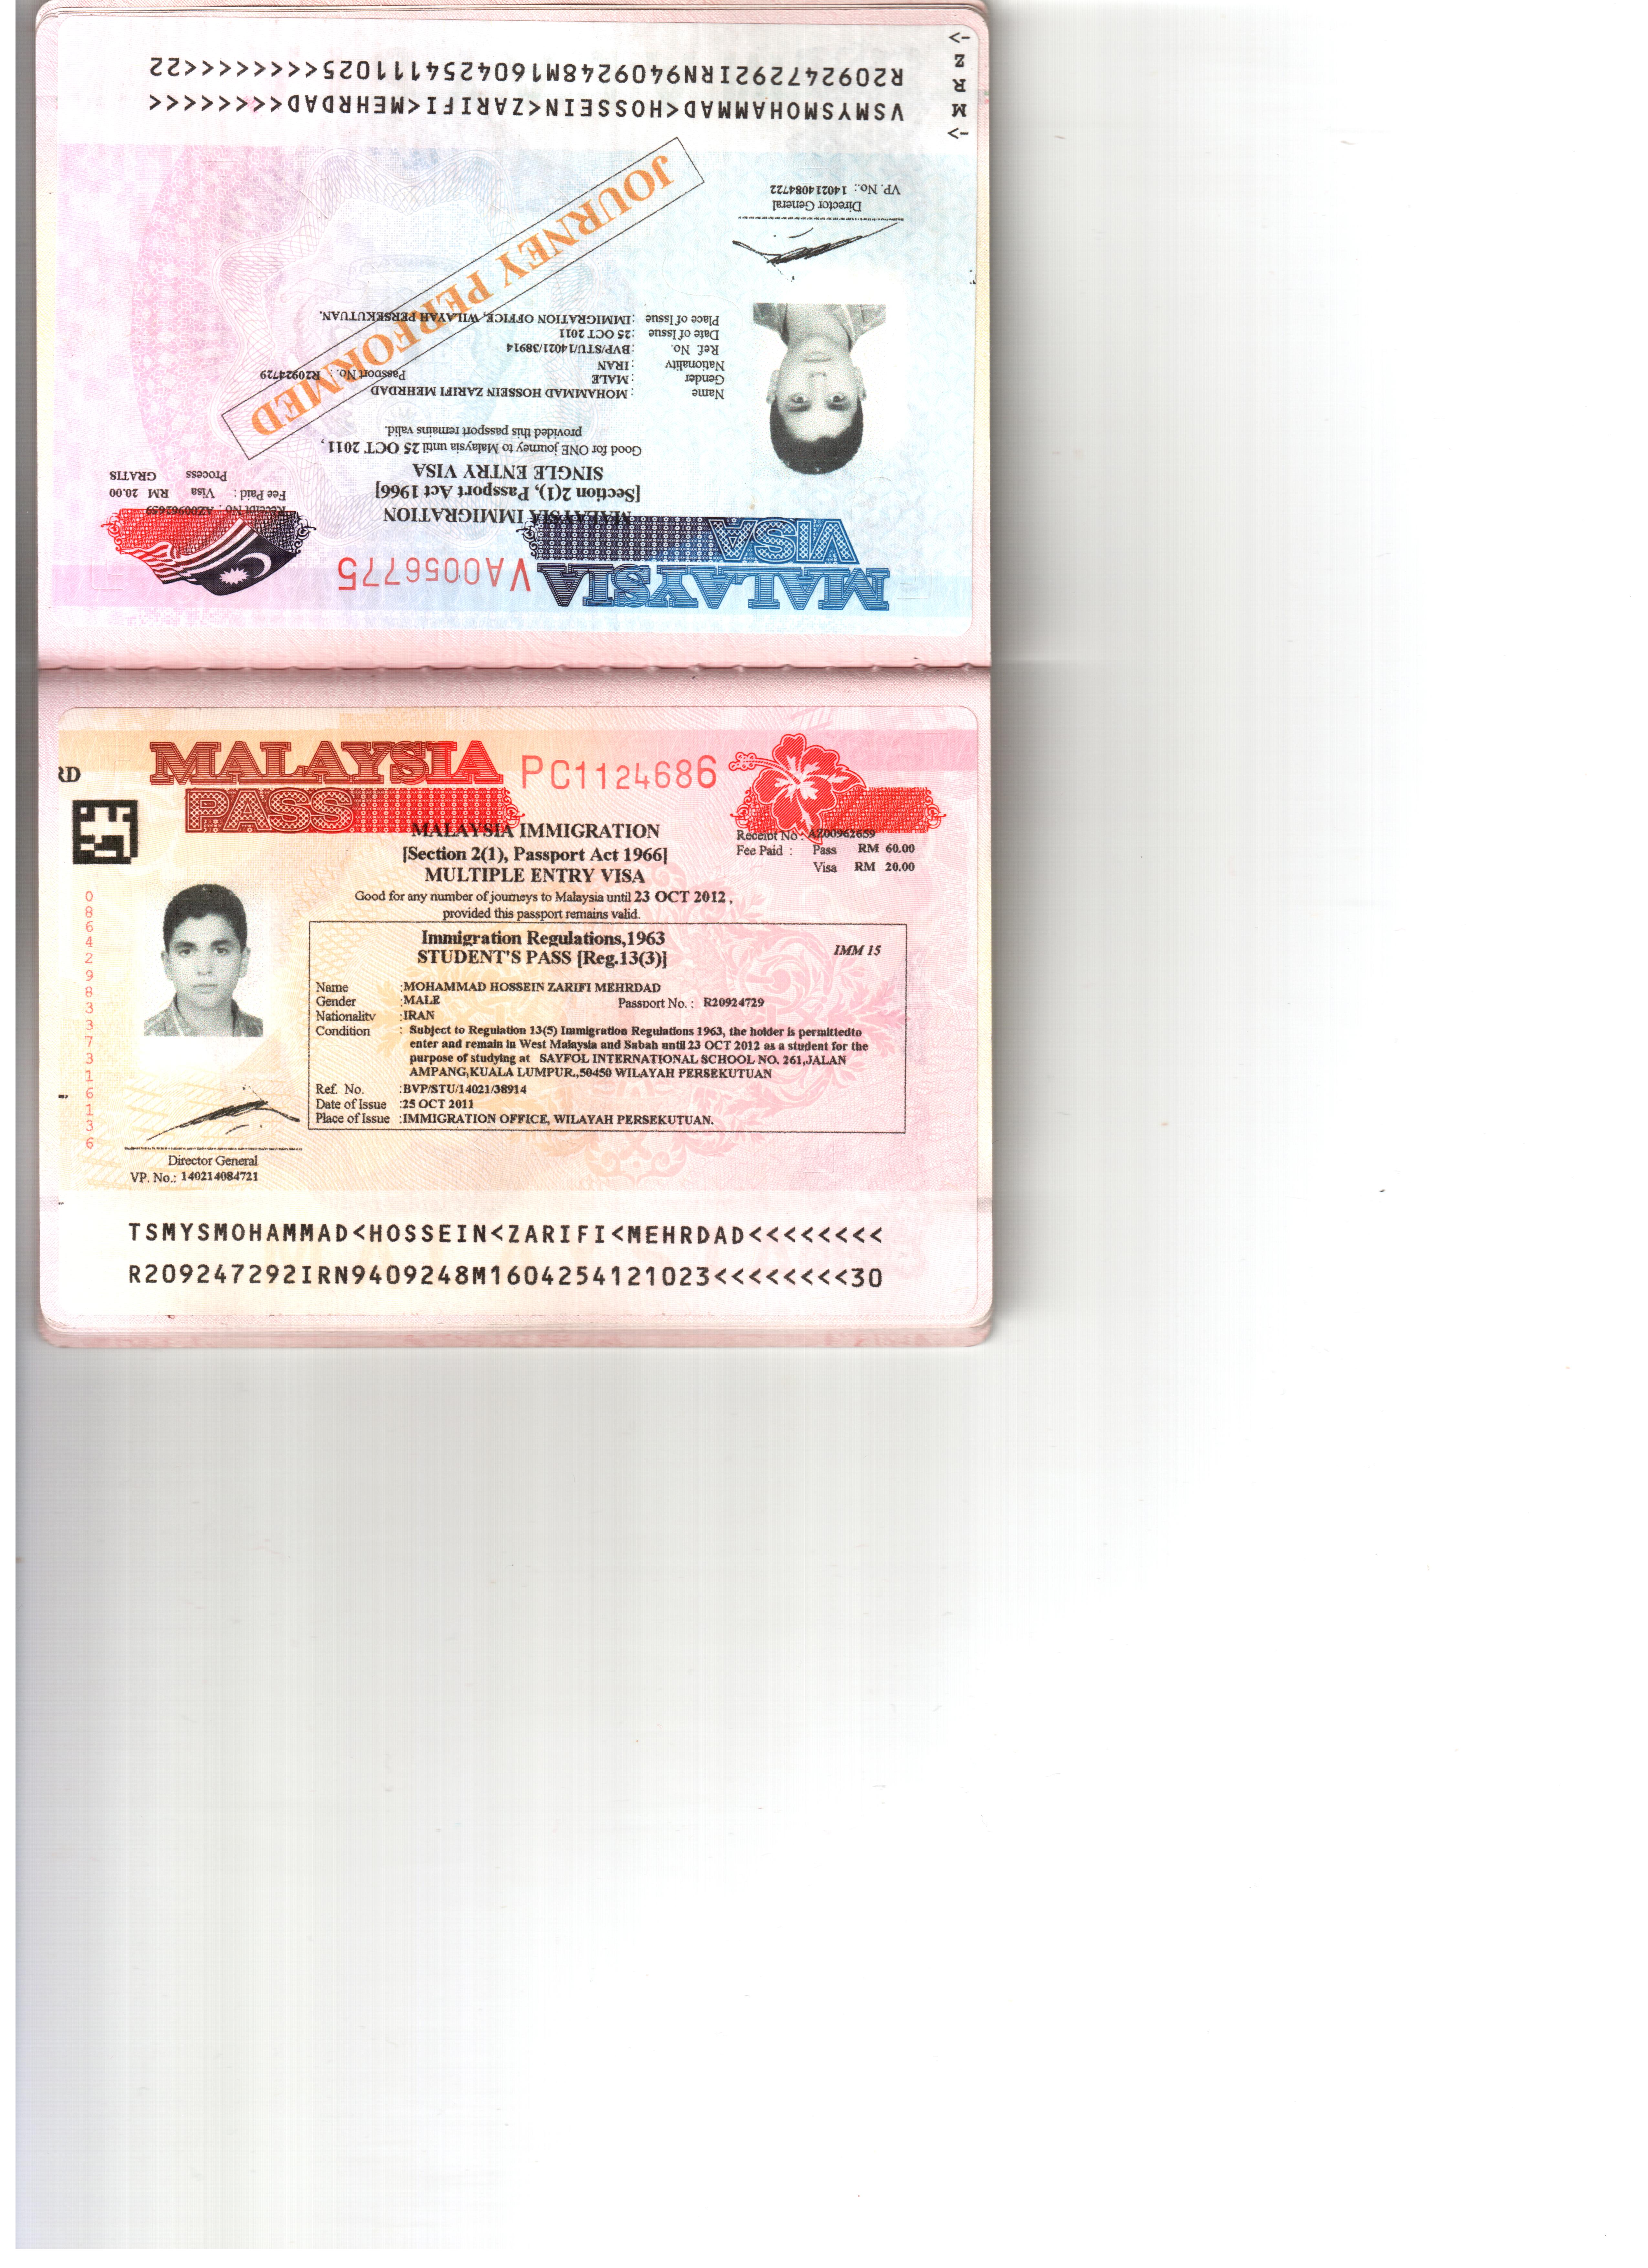 -> Z R M ->
R209247292IRN9409248M1604254111025<<<<<<<<22
VSMYSMOHAMMAD<HOSSEIN<ZARIFI<MEHRDAD<<<<<<<<
VP. No.: 140214084722
Director General
JOURNEY PERFORMED
Place of Issue : IMMIGRATION OFFICE, WILAYAH PERSEKUTUAN.
Date of Issue : 25 OCT 2011
Ref. No. : BVP/STU/14021/38914
Nationality : IRAN
Gender : MALE Passport No. : R20924729
Name : MOHAMMAD HOSSEIN ZARIFI MEHRDAD
provided this passport remains valid.
Good for ONE journey to Malaysia until 25 OCT 2011 ,
SINGLE ENTRY VISA
[Section 2(1), Passport Act 1966]
MALAYSIA IMMIGRATION
Process GRATIS
Fee Paid : Visa RM 20.00
Receipt No : AZ00962659
VISA
MALAYSIA VA0056775
RD
MALAYSIA PC1124686
PASS
MALAYSIA IMMIGRATION
[Section 2(1), Passport Act 1966]
MULTIPLE ENTRY VISA
Good for any number of journeys to Malaysia until 23 OCT 2012 ,
provided this passport remains valid.
Receipt No : AZ00962659
Fee Paid : Pass RM 60.00
Visa RM 20.00
Immigration Regulations,1963
STUDENT'S PASS [Reg.13(3)]
IMM 15
Name :MOHAMMAD HOSSEIN ZARIFI MEHRDAD
Gender :MALE Passport No. : R20924729
Nationality :IRAN
Condition : Subject to Regulation 13(5) Immigration Regulations 1963, the holder is permittedto
enter and remain in West Malaysia and Sabah until 23 OCT 2012 as a student for the
purpose of studying at SAYFOL INTERNATIONAL SCHOOL NO. 261,JALAN
AMPANG,KUALA LUMPUR.,50450 WILAYAH PERSEKUTUAN
Ref. No. :BVP/STU/14021/38914
Date of Issue :25 OCT 2011
Place of Issue :IMMIGRATION OFFICE, WILAYAH PERSEKUTUAN.
0864298337316136
Director General
VP. No.: 140214084721
TSMYSMOHAMMAD<HOSSEIN<ZARIFI<MEHRDAD<<<<<<<<
R209247292IRN9409248M1604254121023<<<<<<<<30